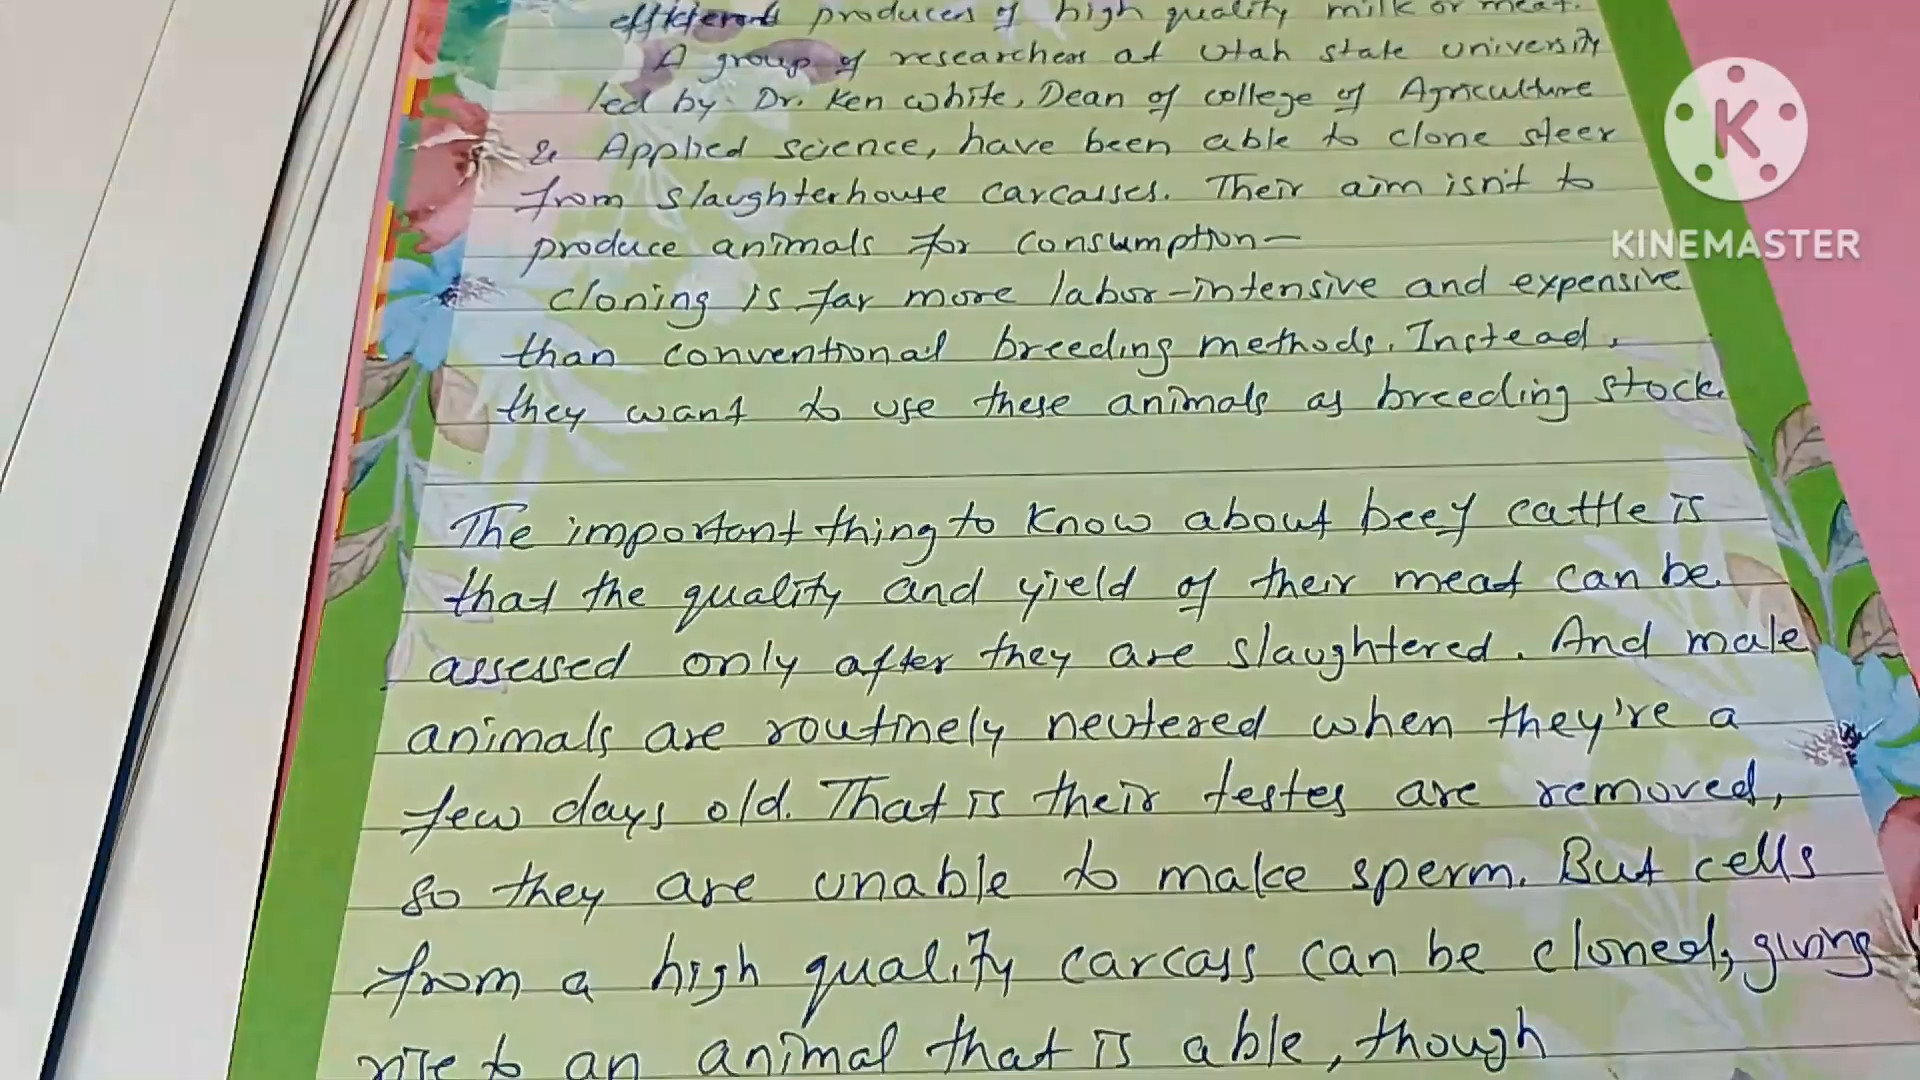 efficient producers of high quality milk or meat.
A group of researchers at Utah state university
led by Dr. Ken white, Dean of college of Agriculture
& Applied science, have been able to clone steer
from slaughterhouse carcasses. Their aim isn't to
produce animals for consumption—
cloning is far more labor-intensive and expensive
than conventional breeding methods. Instead,
they want to use these animals as breeding stock.
The important thing to know about beef cattle is
that the quality and yield of their meat can be
assessed only after they are slaughtered. And male
animals are routinely neutered when they're a
few days old. That is their testes are removed,
so they are unable to make sperm. But cells
from a high quality carcass can be cloned, giving
rise to an animal that is able, though
K
KINEMASTER